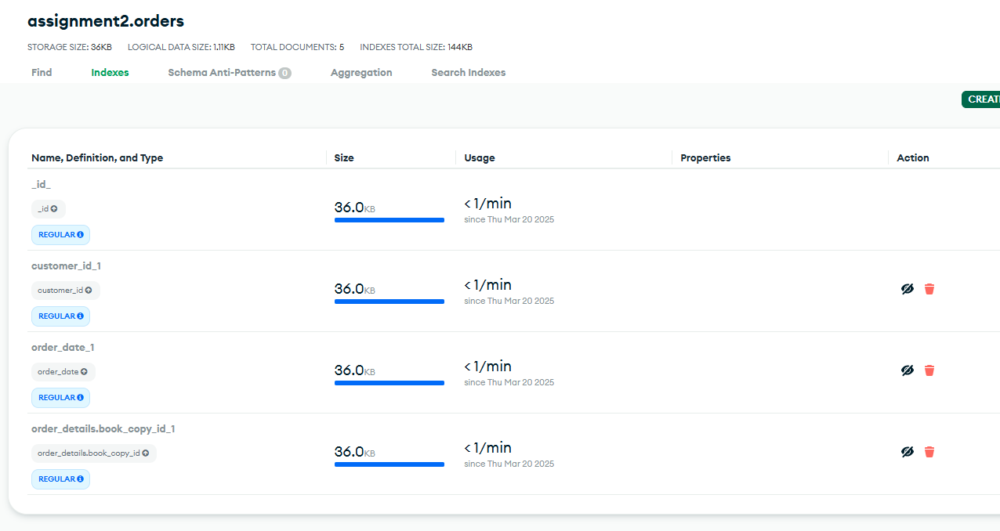 assignment2.orders
STORAGE SIZE: 36KB LOGICAL DATA SIZE: 1.11KB TOTAL DOCUMENTS: 5 INDEXES TOTAL SIZE: 144KB
Find Indexes Schema Anti-Patterns 0 Aggregation Search Indexes
CREAT
Name, Definition, and Type Size Usage Properties Action
_id_
_id
REGULAR
36.0KB
<1/min
since Thu Mar 20 2025
customer_id_1
customer_id
REGULAR
36.0KB
<1/min
since Thu Mar 20 2025
order_date_1
order_date
REGULAR
36.0KB
<1/min
since Thu Mar 20 2025
order_details.book_copy_id_1
order_details.book_copy_id
REGULAR
36.0KB
<1/min
since Thu Mar 20 2025